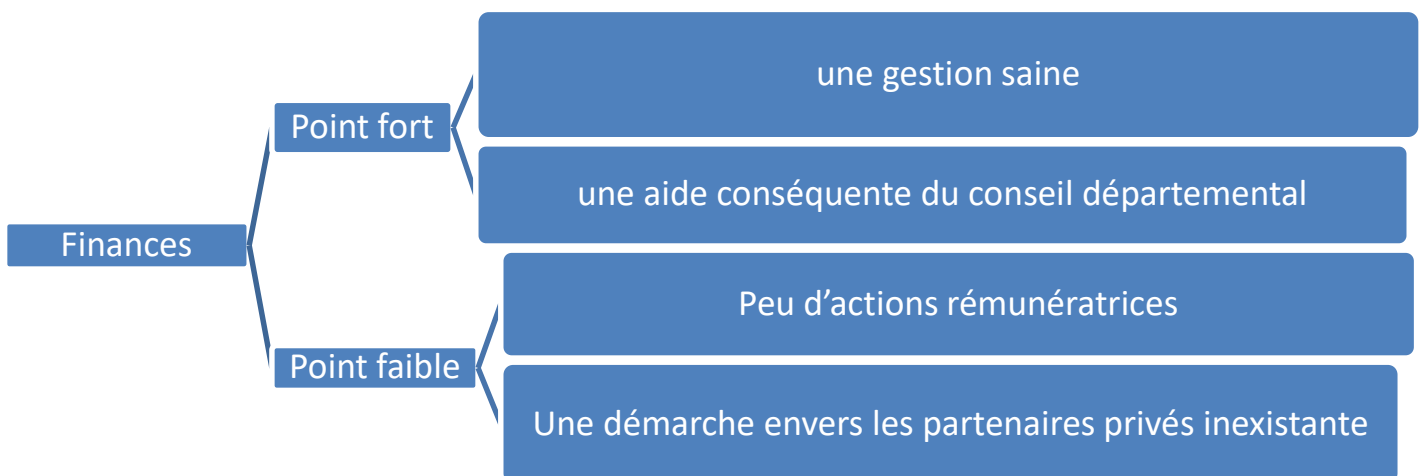 Finances
Point fort
une gestion saine
une aide conséquente du conseil départemental
Point faible
Peu d’actions rémunératrices
Une démarche envers les partenaires privés inexistante